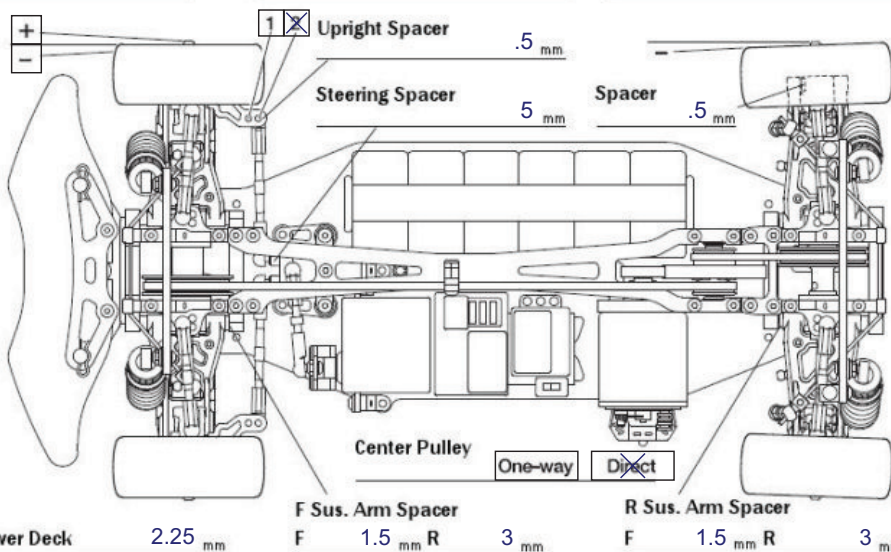 +
−
1 2 Upright Spacer .5 mm
−
Steering Spacer 5 mm
Spacer .5 mm
Center Pulley
One-way Direct
F Sus. Arm Spacer
R Sus. Arm Spacer
wer Deck 2.25 mm F 1.5 mm R 3 mm F 1.5 mm R 3 m